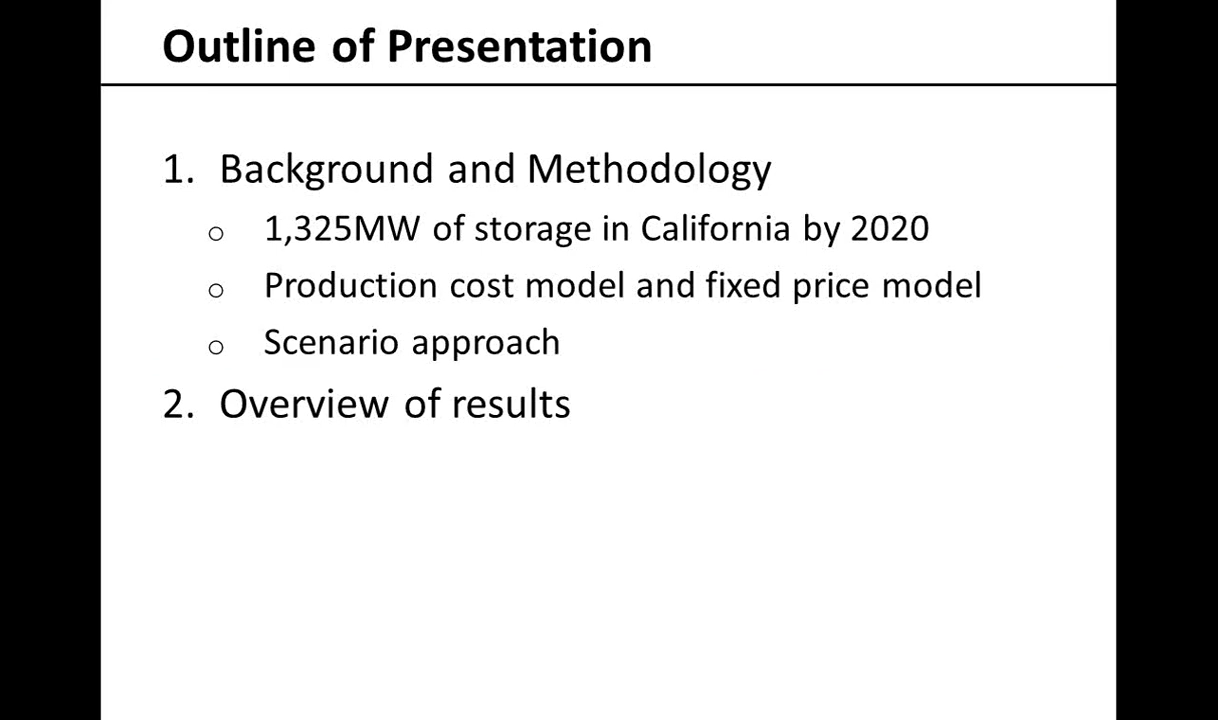 Outline of Presentation
1. Background and Methodology
○ 1,325MW of storage in California by 2020
○ Production cost model and fixed price model
○ Scenario approach
2. Overview of results